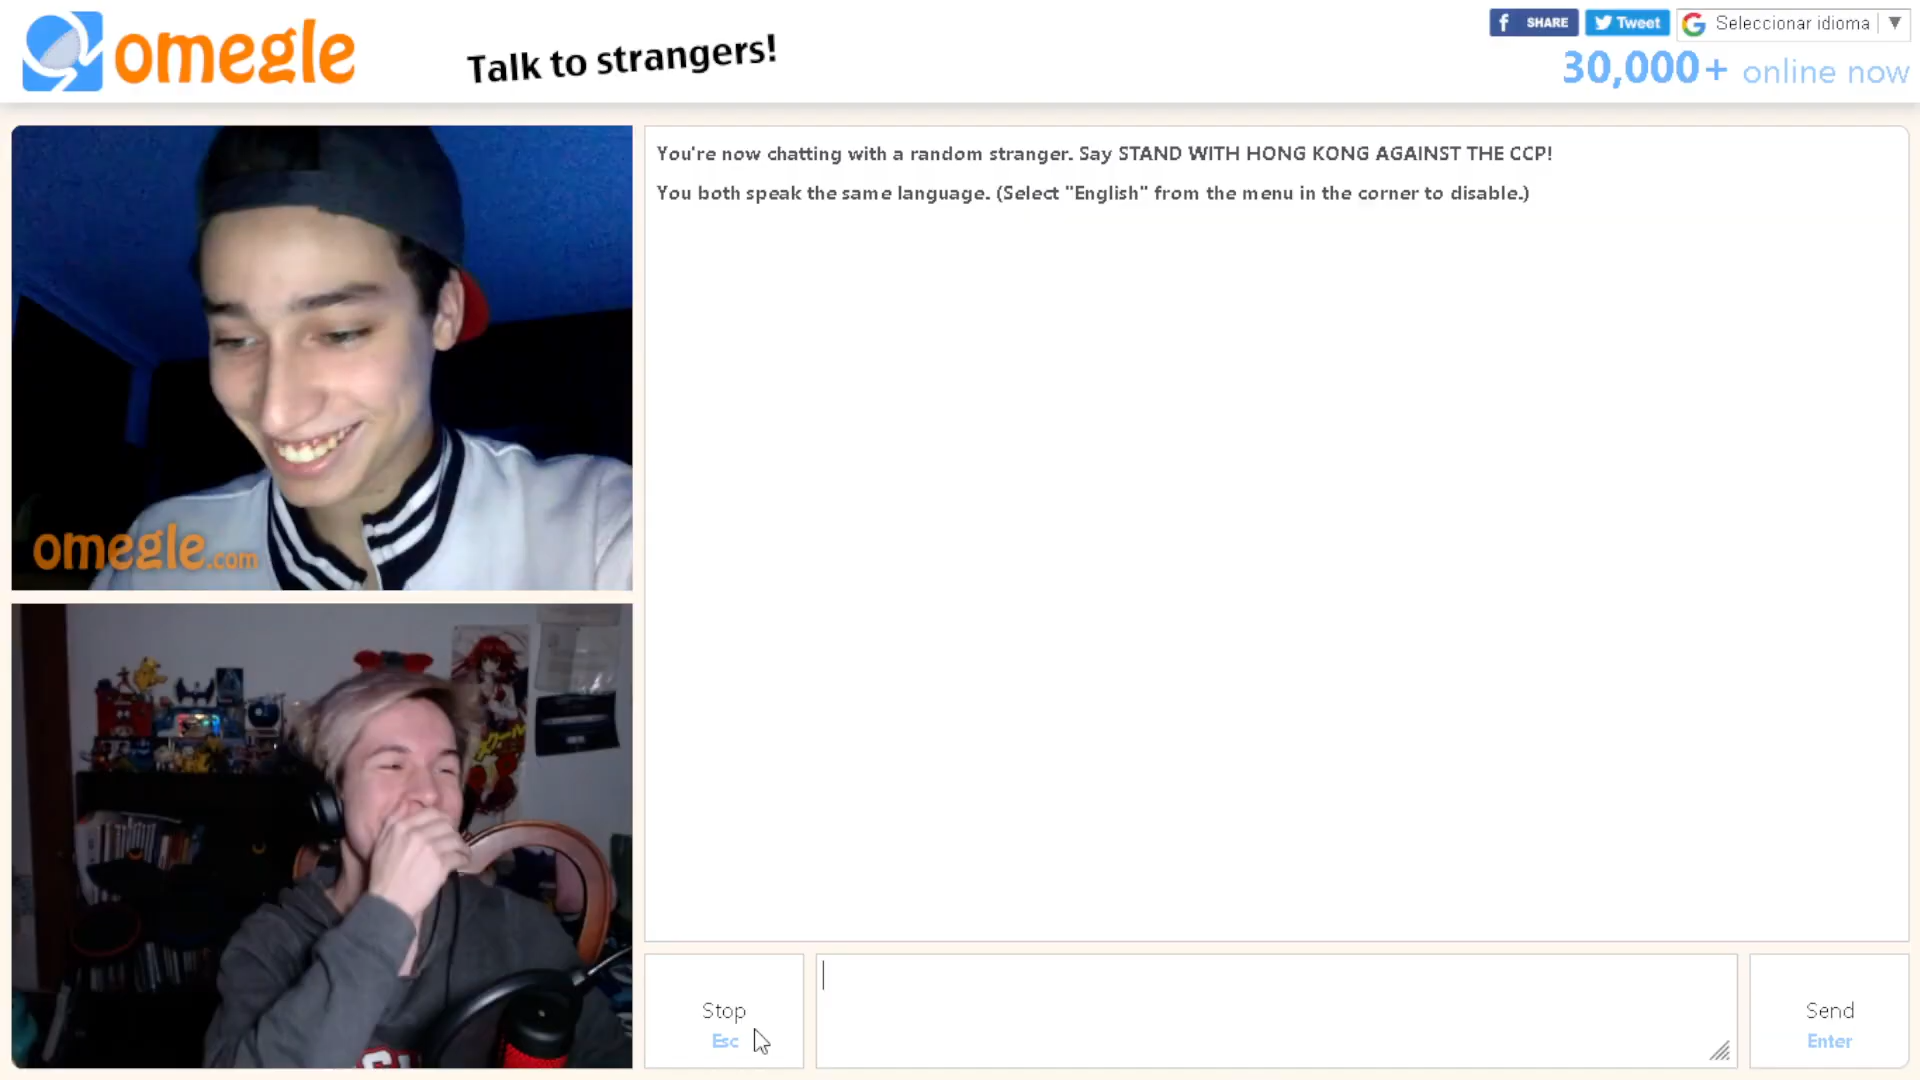 omegle
Talk to strangers!
SHARE
Tweet
Seleccionar idioma
30,000+ online now
You're now chatting with a random stranger. Say STAND WITH HONG KONG AGAINST THE CCP!
You both speak the same language. (Select "English" from the menu in the corner to disable.)
omegle.com
Stop
Esc
Send
Enter